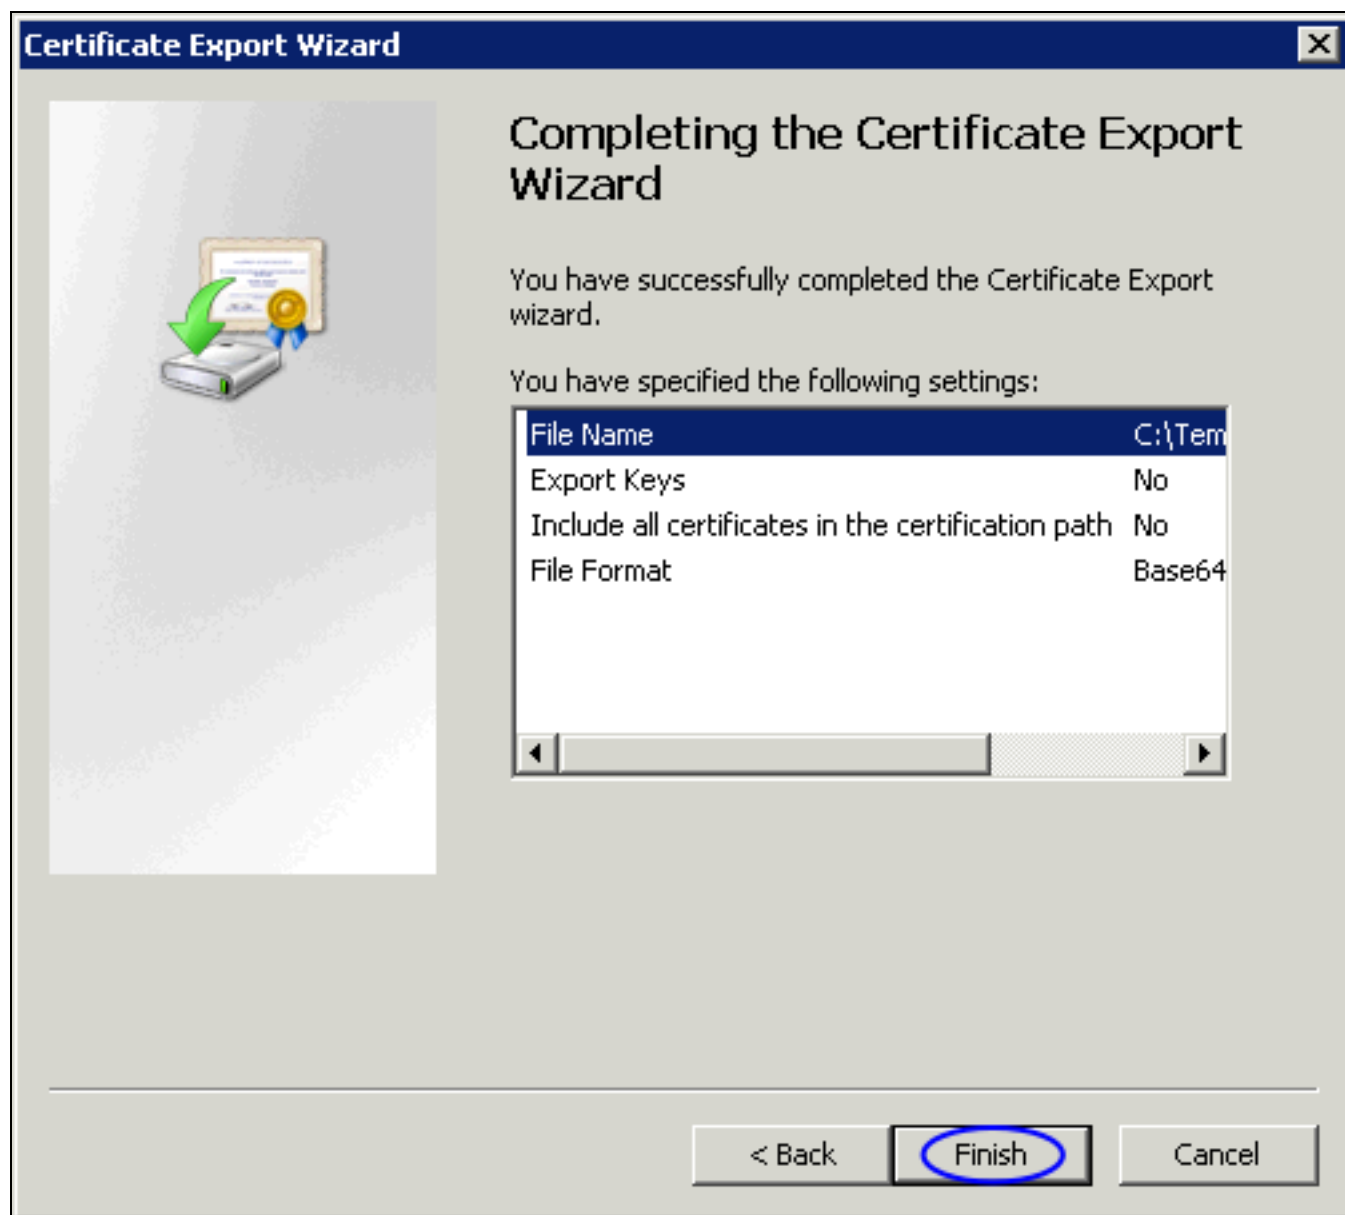 Certificate Export Wizard
Completing the Certificate Export
Wizard
You have successfully completed the Certificate Export
wizard.
You have specified the following settings:
File Name C:\Tem
Export Keys No
Include all certificates in the certification path No
File Format Base64
< Back Finish Cancel